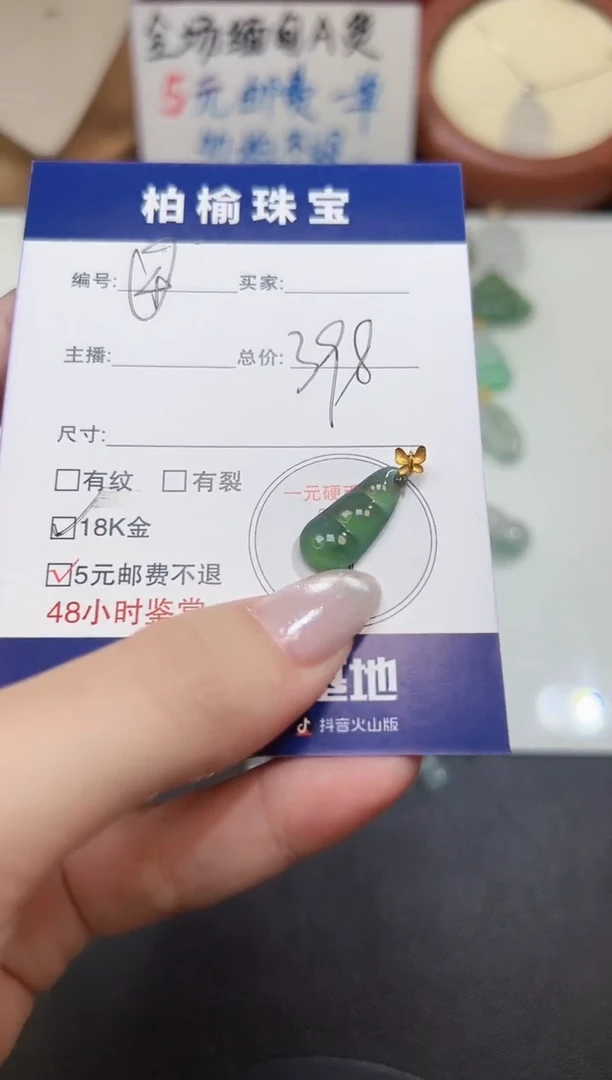 全场缅甸A货
5元邮费一单
柏榆珠宝
编号:
买家:
主播:
总价: 398
尺寸:
有纹 有裂
一元硬币
18K金
5元邮费不退
48小时鉴赏
基地
抖音火山版